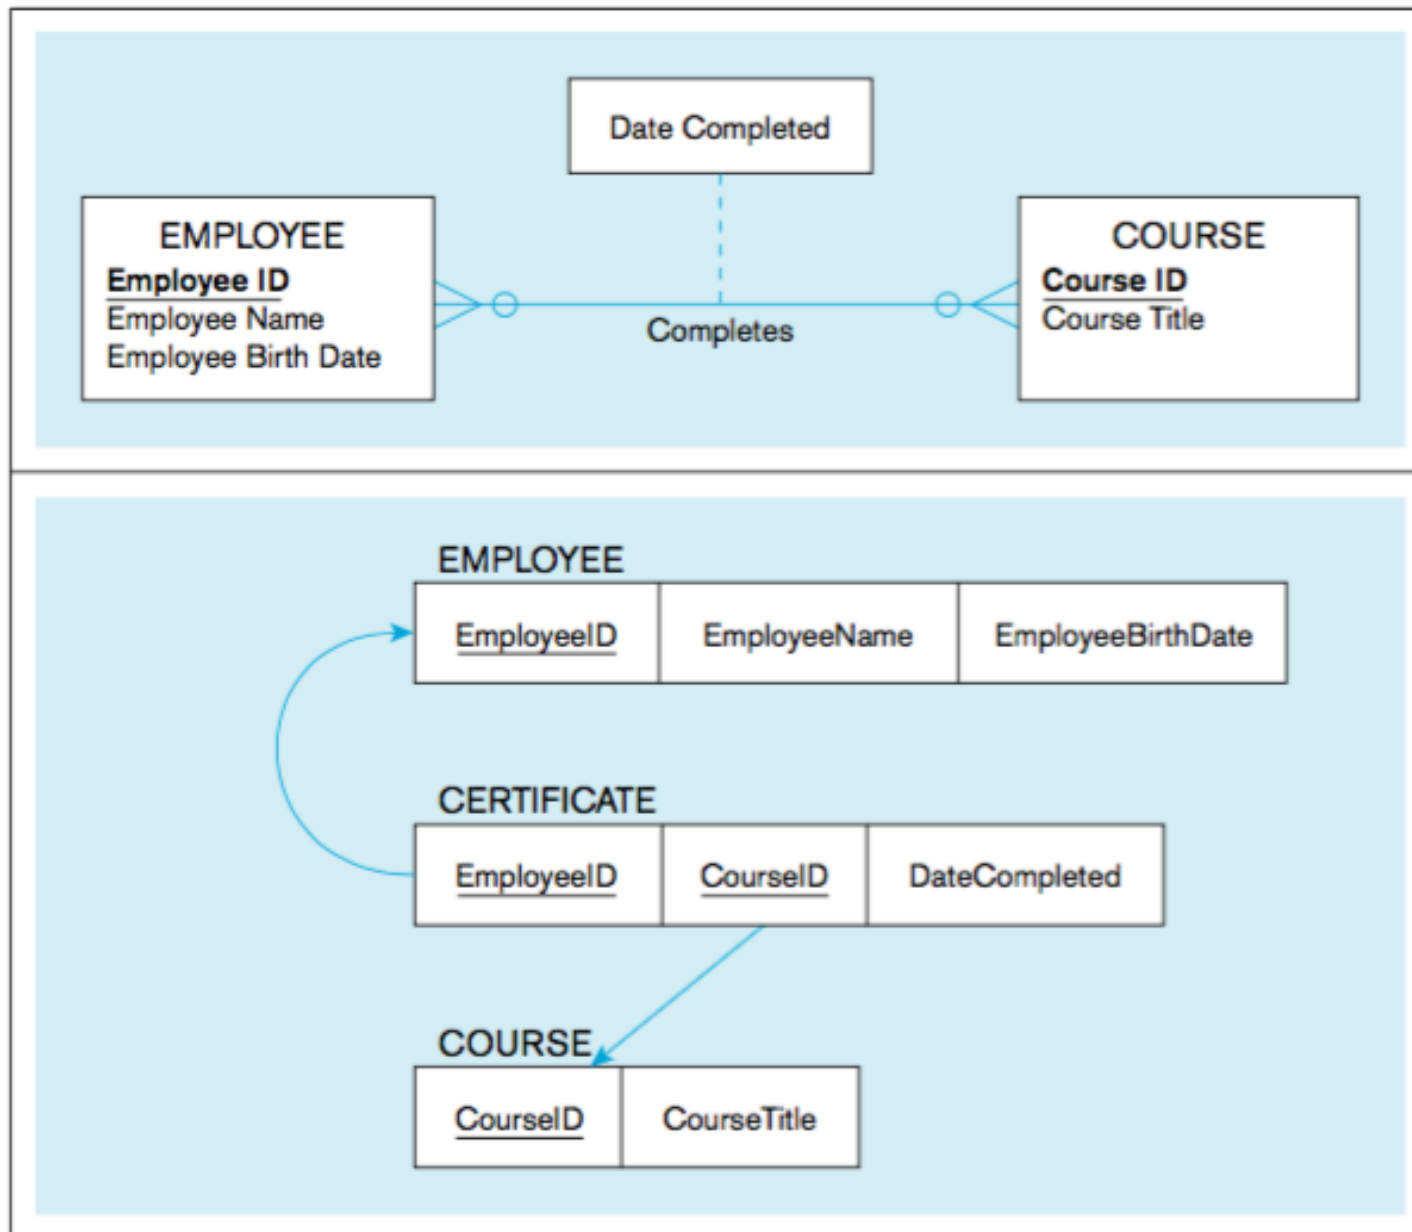 Date Completed
EMPLOYEE
Employee ID
Employee Name
Employee Birth Date
Completes
COURSE
Course ID
Course Title
EMPLOYEE
EmployeeID
EmployeeName
EmployeeBirthDate
CERTIFICATE
EmployeeID
CourseID
DateCompleted
COURSE
CourseID
CourseTitle